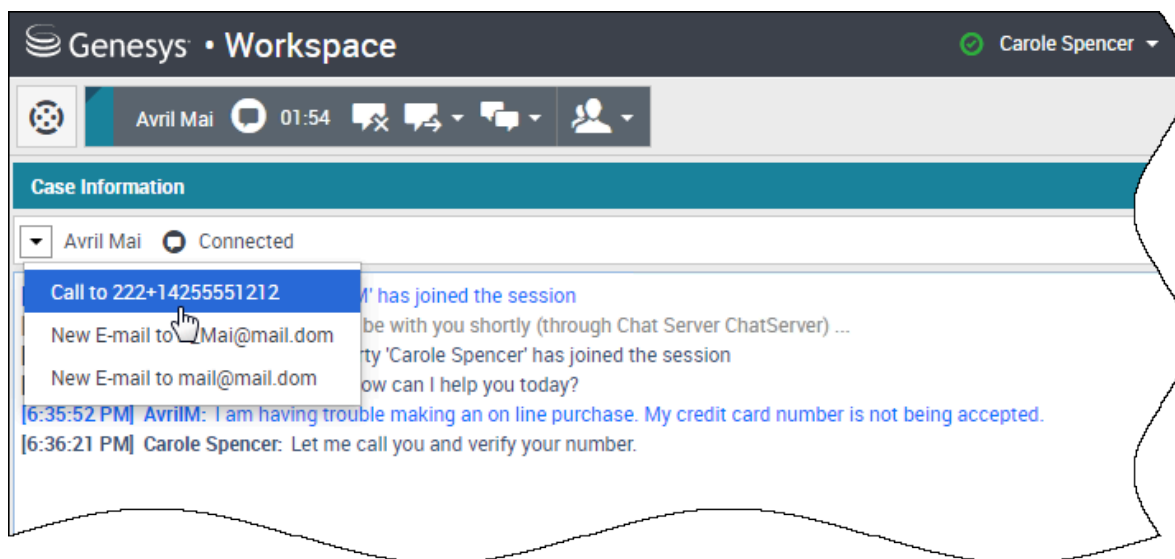 Genesys • Workspace
Carole Spencer
Avril Mai 01:54
Case Information
Avril Mai Connected
Call to 222+14255551212
New E-mail to Mai@mail.dom
New E-mail to mail@mail.dom
M' has joined the session
be with you shortly (through Chat Server ChatServer) ...
rty 'Carole Spencer' has joined the session
ow can I help you today?
[6:35:52 PM] AvrilM: I am having trouble making an on line purchase. My credit card number is not being accepted.
[6:36:21 PM] Carole Spencer: Let me call you and verify your number.